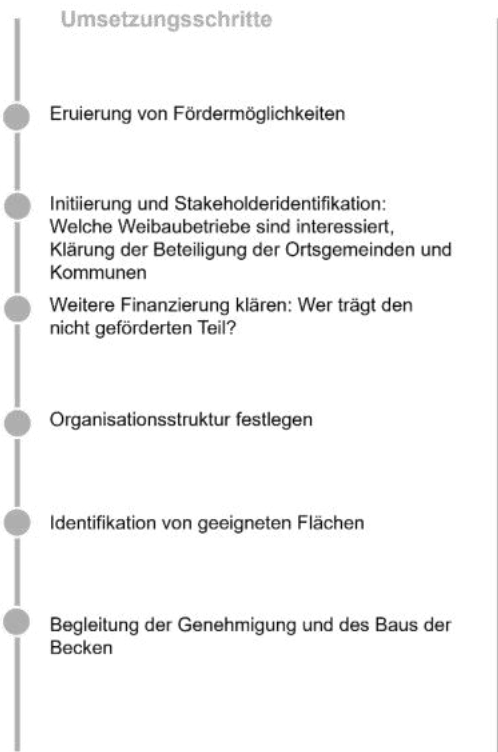 Umsetzungsschritte
Eruierung von Fördermöglichkeiten
Initiierung und Stakeholderidentifikation:
Welche Weibaubetriebe sind interessiert,
Klärung der Beteiligung der Ortsgemeinden und
Kommunen
Weitere Finanzierung klären: Wer trägt den
nicht geförderten Teil?
Organisationsstruktur festlegen
Identifikation von geeigneten Flächen
Begleitung der Genehmigung und des Baus der
Becken